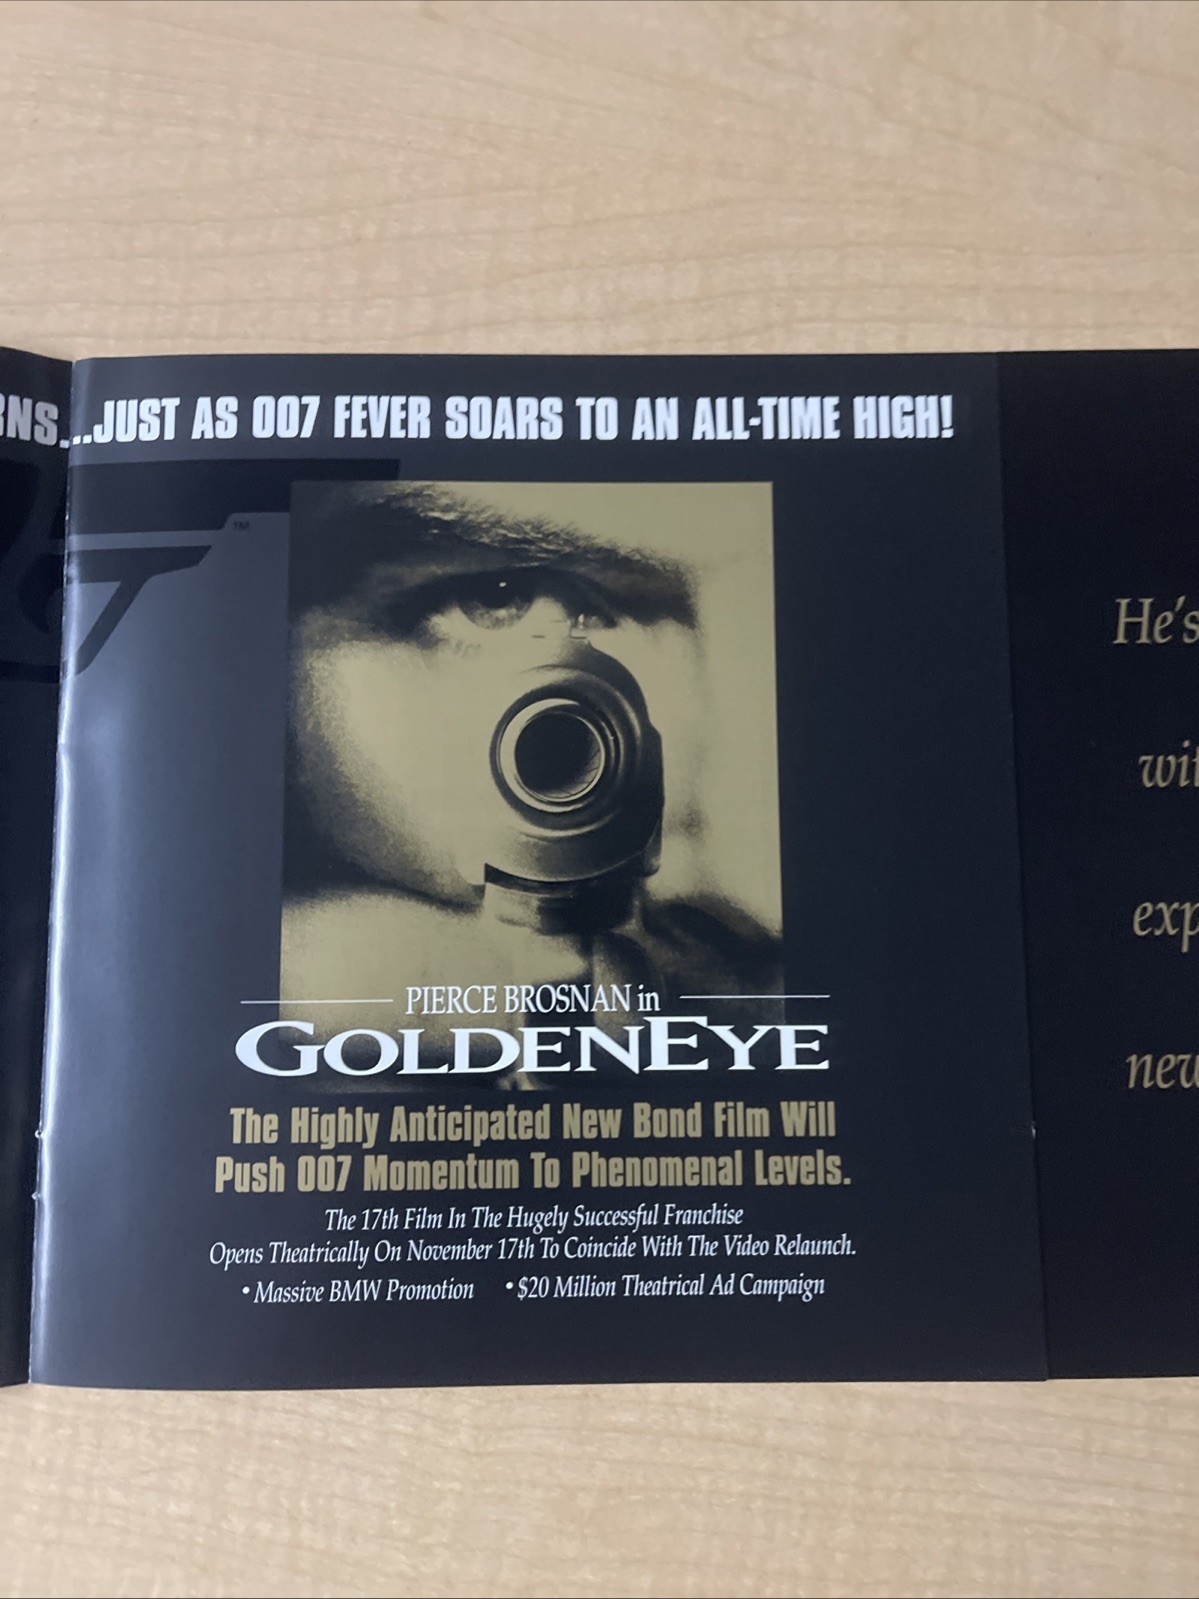 ...JUST AS 007 FEVER SOARS TO AN ALL-TIME HIGH!
TM
PIERCE BROSNAN in
GOLDENEYE
The Highly Anticipated New Bond Film Will
Push 007 Momentum To Phenomenal Levels.
The 17th Film In The Hugely Successful Franchise
Opens Theatrically On November 17th To Coincide With The Video Relaunch.
• Massive BMW Promotion • $20 Million Theatrical Ad Campaign
He's